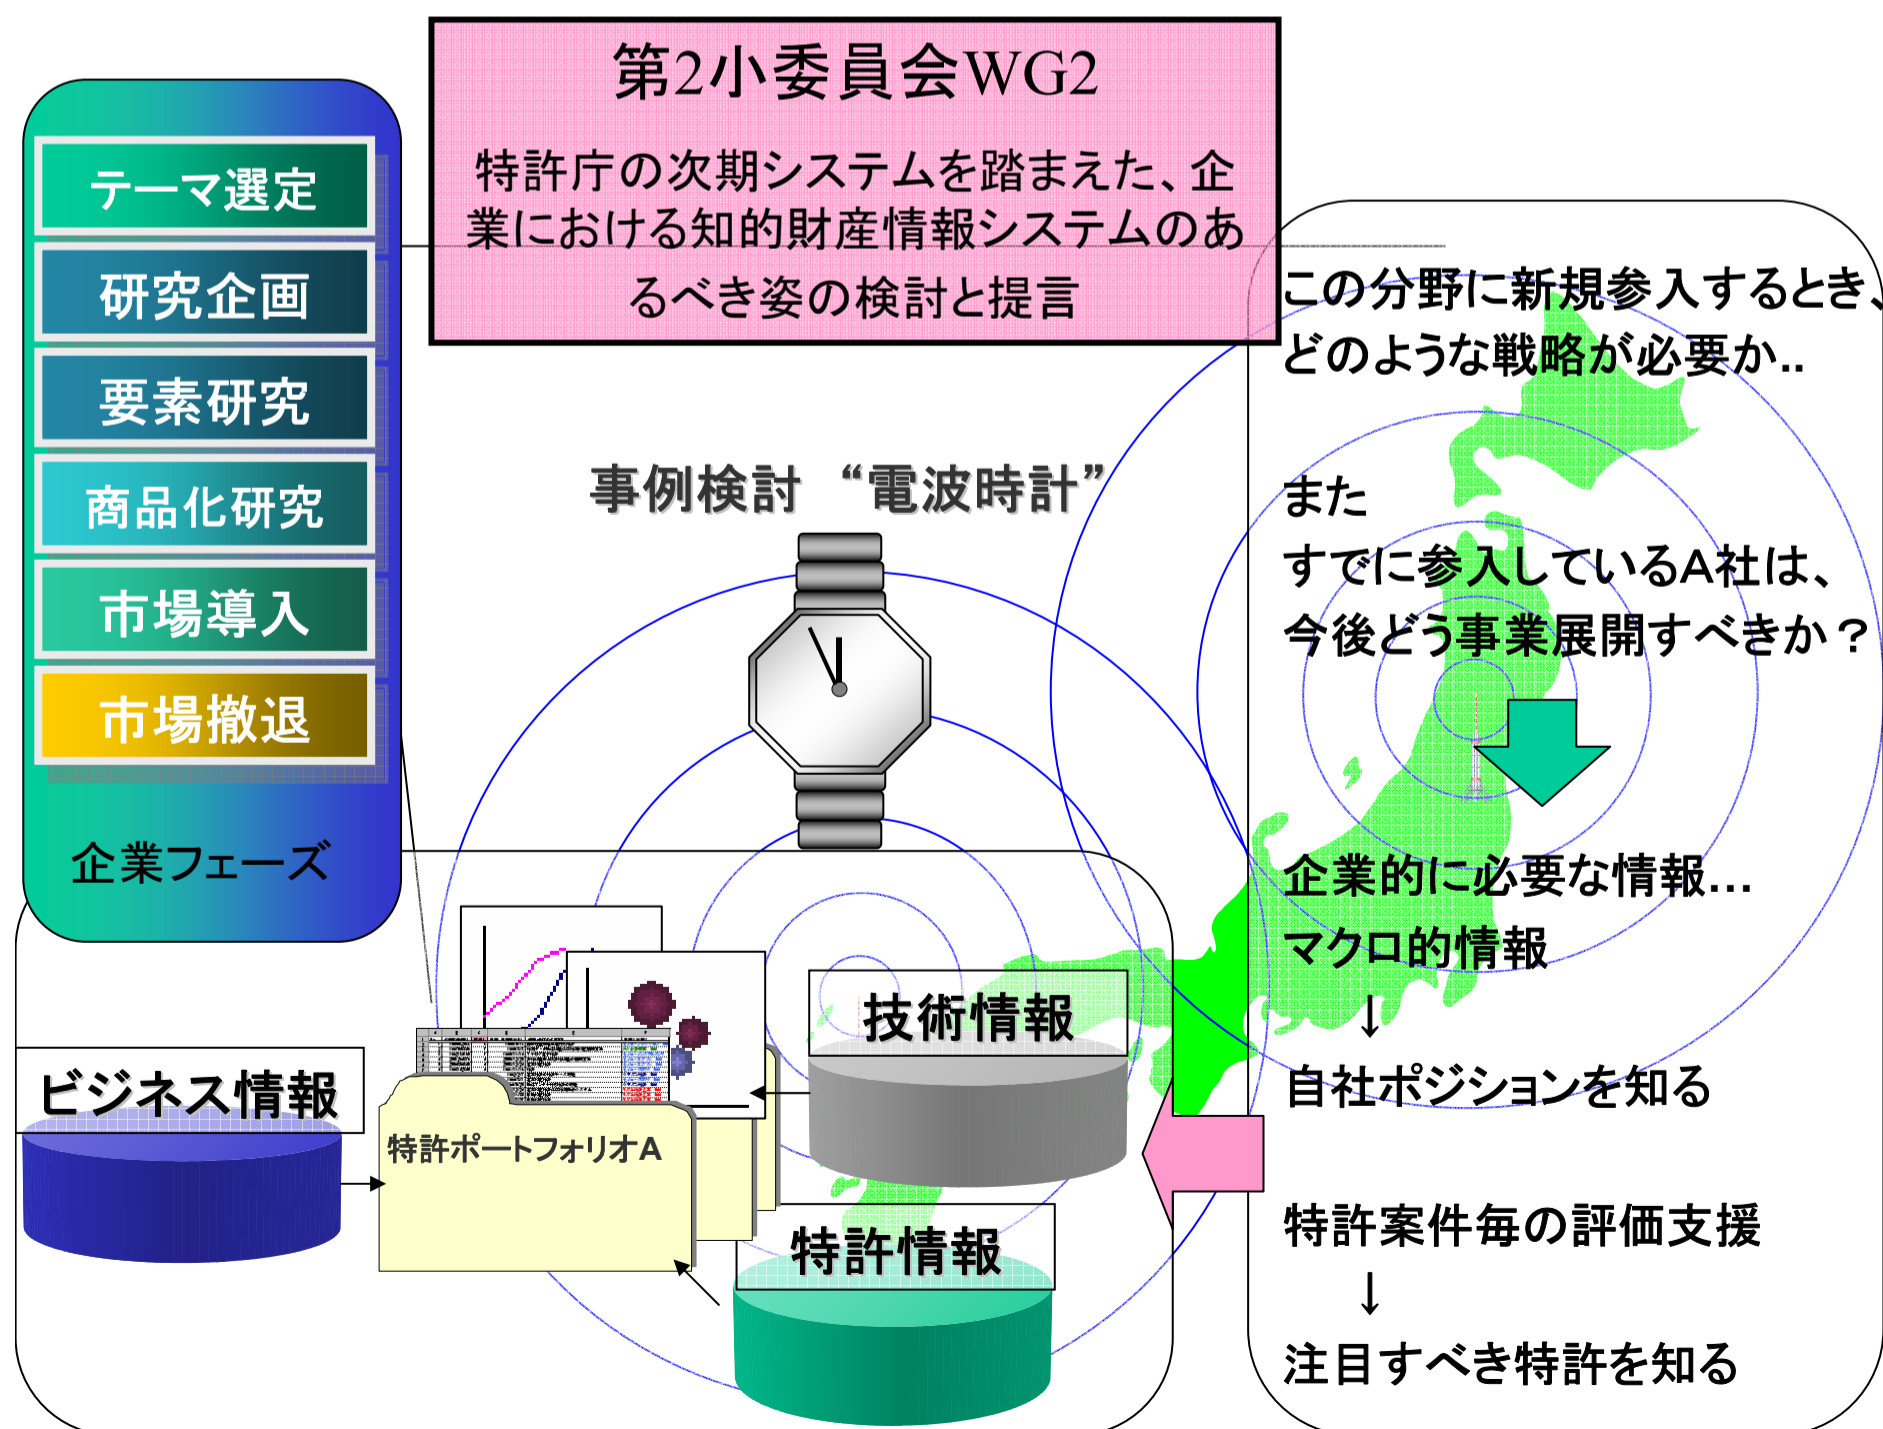 第2小委員会WG2
特許庁の次期システムを踏まえた、企
業における知的財産情報システムのあ
るべき姿の検討と提言
テーマ選定
研究企画
要素研究
商品化研究
市場導入
市場撤退
企業フェーズ
事例検討 “電波時計”
この分野に新規参入するとき、
どのような戦略が必要か..
また
すでに参入しているA社は、
今後どう事業展開すべきか？
企業的に必要な情報…
マクロ的情報
↓
自社ポジションを知る
特許案件毎の評価支援
↓
注目すべき特許を知る
技術情報
ビジネス情報
特許ポートフォリオA
特許情報